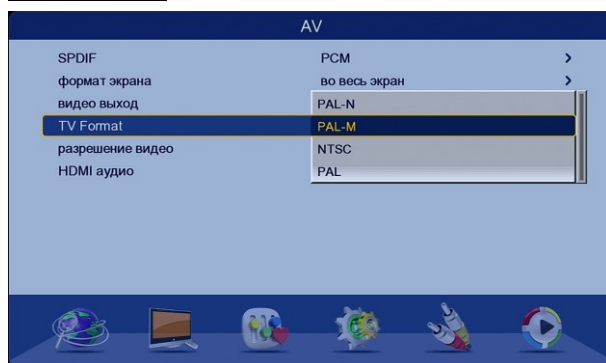 AV
SPDIF PCM >
формат экрана во весь экран >
видео выход PAL-N
TV Format PAL-M
разрешение видео NTSC
HDMI аудио PAL